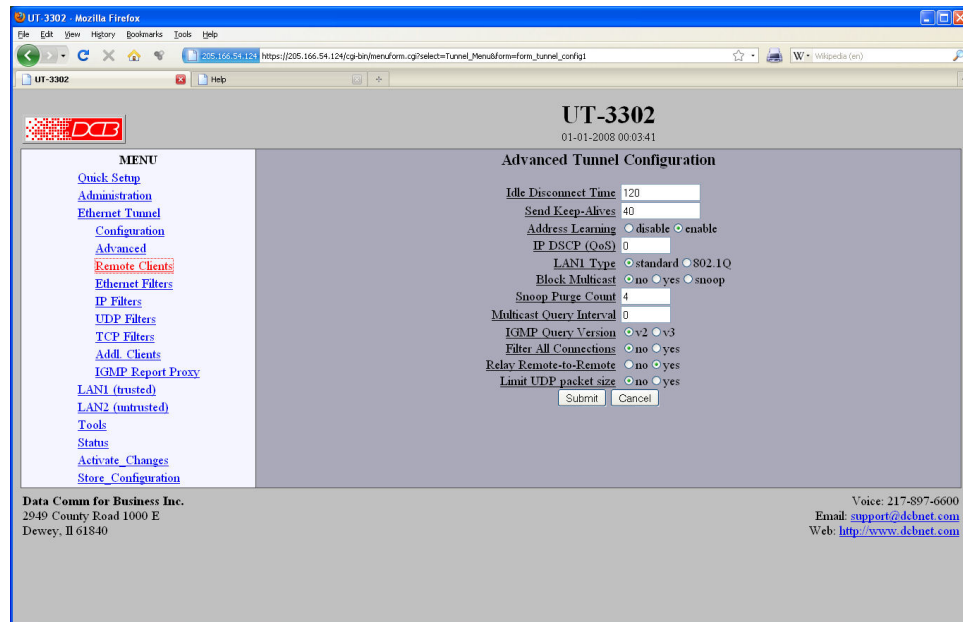 UT-3302 - Mozilla Firefox
File Edit View History Bookmarks Tools Help
205.166.54.124 https://205.166.54.124/cgi-bin/menuform.cgi?select=Tunnel_Menu&form=form_tunnel_config1
W Wikipedia (en)
UT-3302
Help
DCB
UT-3302
01-01-2008 00:03:41
MENU
Quick Setup
Administration
Ethernet Tunnel
Configuration
Advanced
Remote Clients
Ethernet Filters
IP Filters
UDP Filters
TCP Filters
Addl. Clients
IGMP Report Proxy
LAN1 (trusted)
LAN2 (untrusted)
Tools
Status
Activate_Changes
Store_Configuration
Advanced Tunnel Configuration
Idle Disconnect Time 120
Send Keep-Alives 40
Address Learning disable enable
IP DSCP (QoS) 0
LAN1 Type standard 802.1Q
Block Multicast no yes snoop
Snoop Purge Count 4
Multicast Query Interval 0
IGMP Query Version v2 v3
Filter All Connections no yes
Relay Remote-to-Remote no yes
Limit UDP packet size no yes
Submit Cancel
Data Comm for Business Inc.
2949 County Road 1000 E
Dewey, Il 61840
Voice: 217-897-6600
Email: support@dcbnet.com
Web: http://www.dcbnet.com